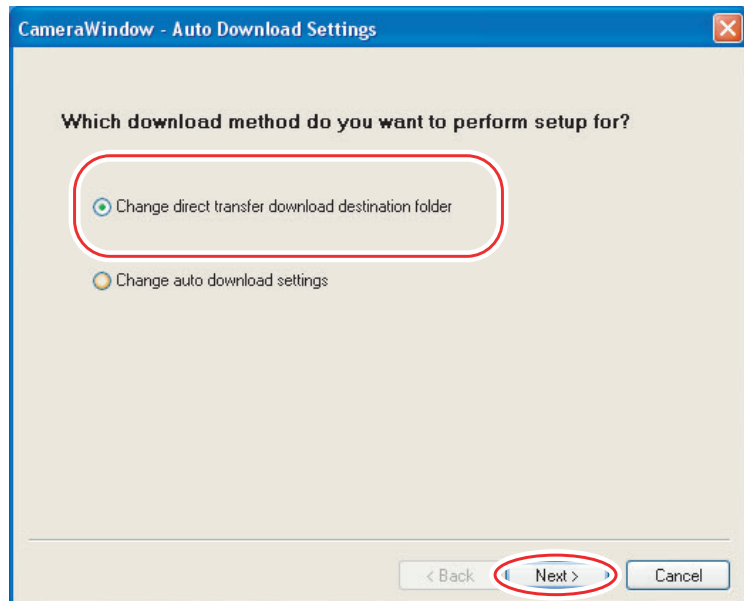 CameraWindow - Auto Download Settings
Which download method do you want to perform setup for?
Change direct transfer download destination folder
Change auto download settings
< Back Next > Cancel